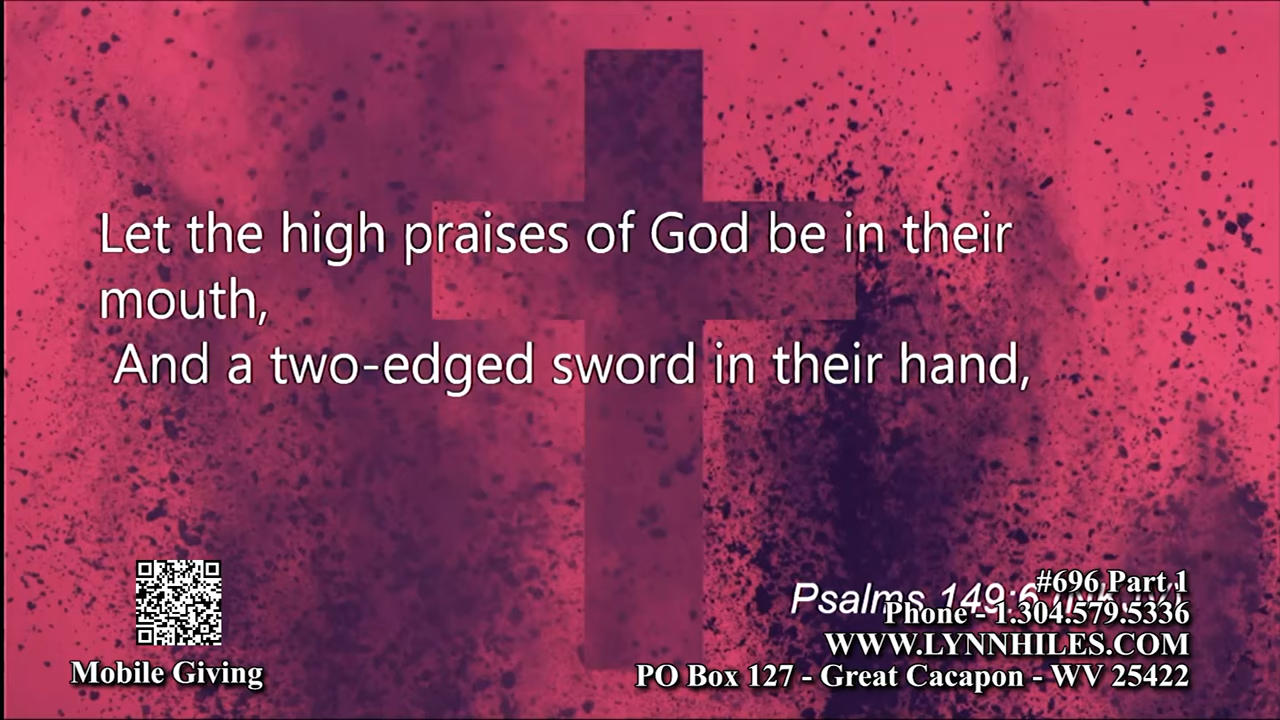 Let the high praises of God be in their
mouth,
And a two-edged sword in their hand,
Psalms 149:6
#696 Part 1
Phone - 1.304.579.5336
WWW.LYNNHILES.COM
PO Box 127 - Great Cacapon - WV 25422
Mobile Giving